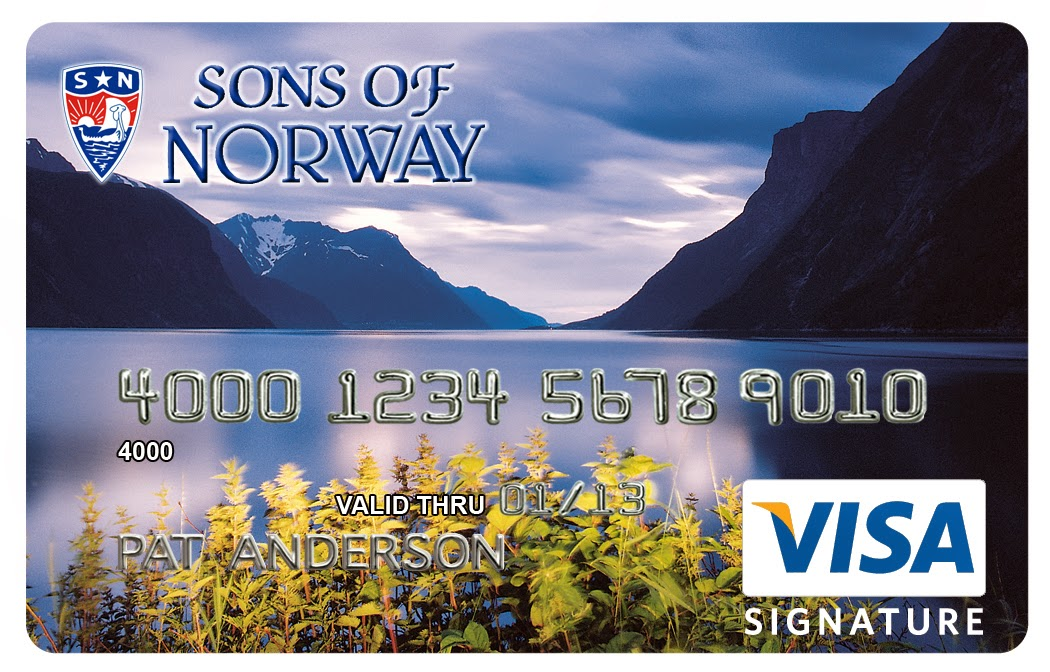 S★N
SONS OF
NORWAY
4000 1234 5678 9010
4000
VALID THRU 01/13
PAT ANDERSON
VISA
SIGNATURE